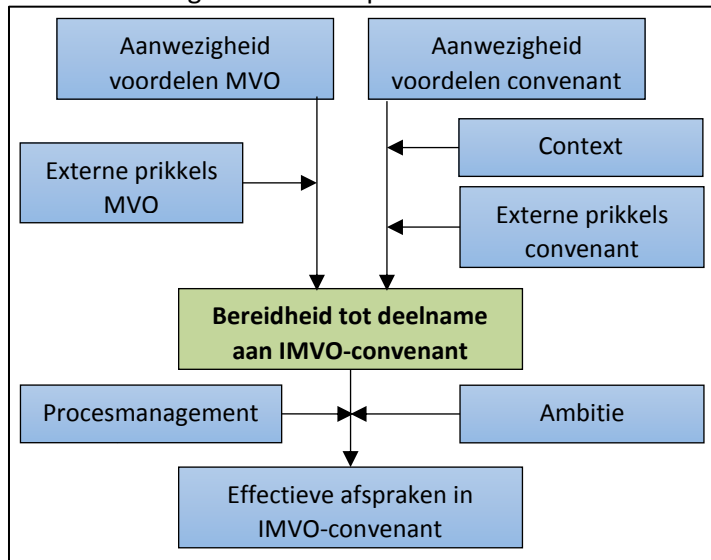 Aanwezigheid
voordelen MVO
Aanwezigheid
voordelen convenant
Context
Externe prikkels
MVO
Externe prikkels
convenant
Bereidheid tot deelname
aan IMVO-convenant
Procesmanagement
Ambitie
Effectieve afspraken in
IMVO-convenant